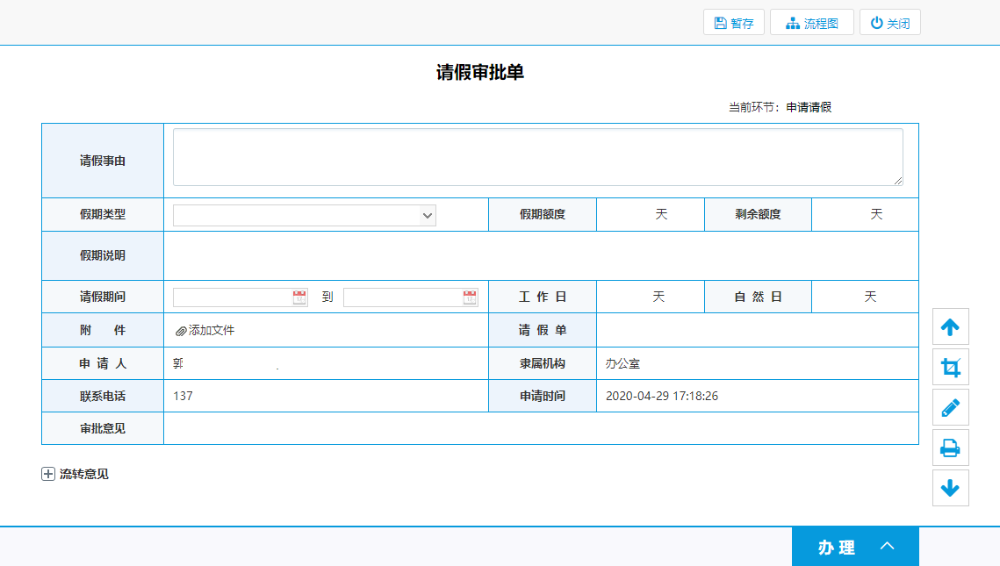 暂存 流程图 关闭
请假审批单
当前环节：申请请假
请假事由
假期类型 假期额度 天 剩余额度 天
假期说明
请假期间 到 工 作 日 天 自 然 日 天
附 件 添加文件 请 假 单
申 请 人 郭 隶属机构 办公室
联系电话 137 申请时间 2020-04-29 17:18:26
审批意见
流转意见
办 理